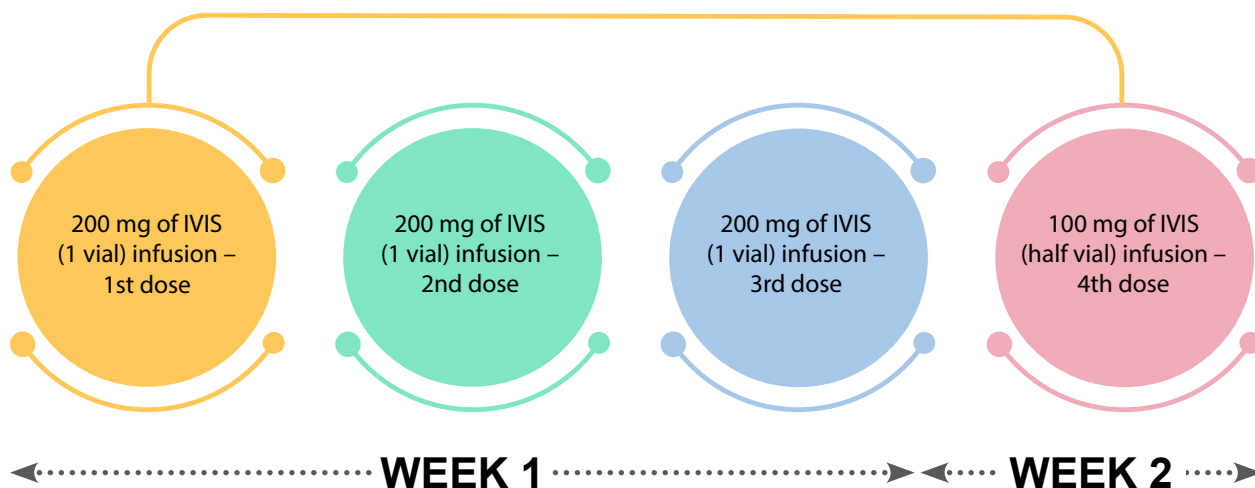 200 mg of IVIS
(1 vial) infusion –
1st dose
200 mg of IVIS
(1 vial) infusion –
2nd dose
200 mg of IVIS
(1 vial) infusion –
3rd dose
100 mg of IVIS
(half vial) infusion –
4th dose
WEEK 1
WEEK 2